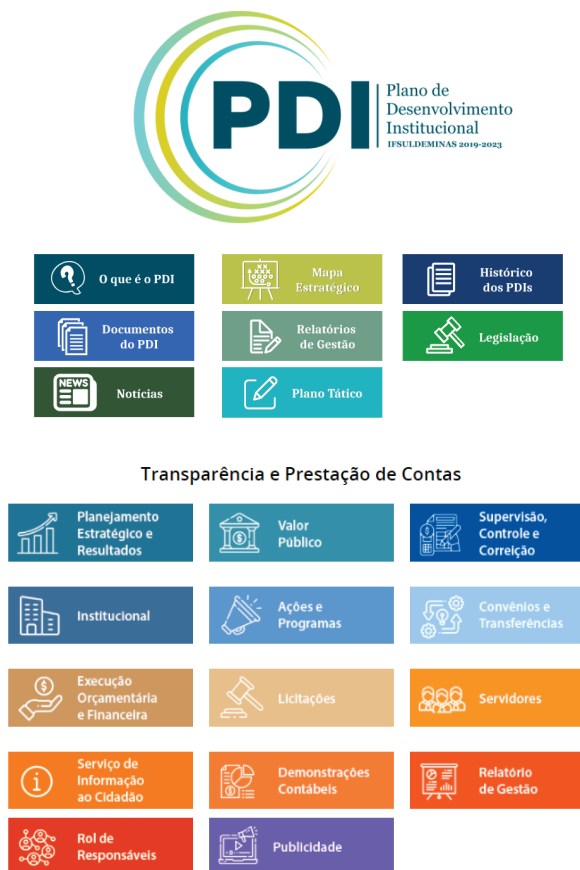 PDI
Plano de
Desenvolvimento
Institucional
IFSULDEMINAS 2019-2023
O que é o PDI
Mapa
Estratégico
Histórico
dos PDIs
Documentos
do PDI
Relatórios
de Gestão
Legislação
NEWS
Notícias
Plano Tático
Transparência e Prestação de Contas
Planejamento
Estratégico e
Resultados
Valor
Público
Supervisão,
Controle e
Correição
Institucional
Ações e
Programas
Convênios e
Transferências
Execução
Orçamentária
e Financeira
Licitações
Servidores
Serviço de
Informação
ao Cidadão
Demonstrações
Contábeis
Relatório
de Gestão
Rol de
Responsáveis
Publicidade